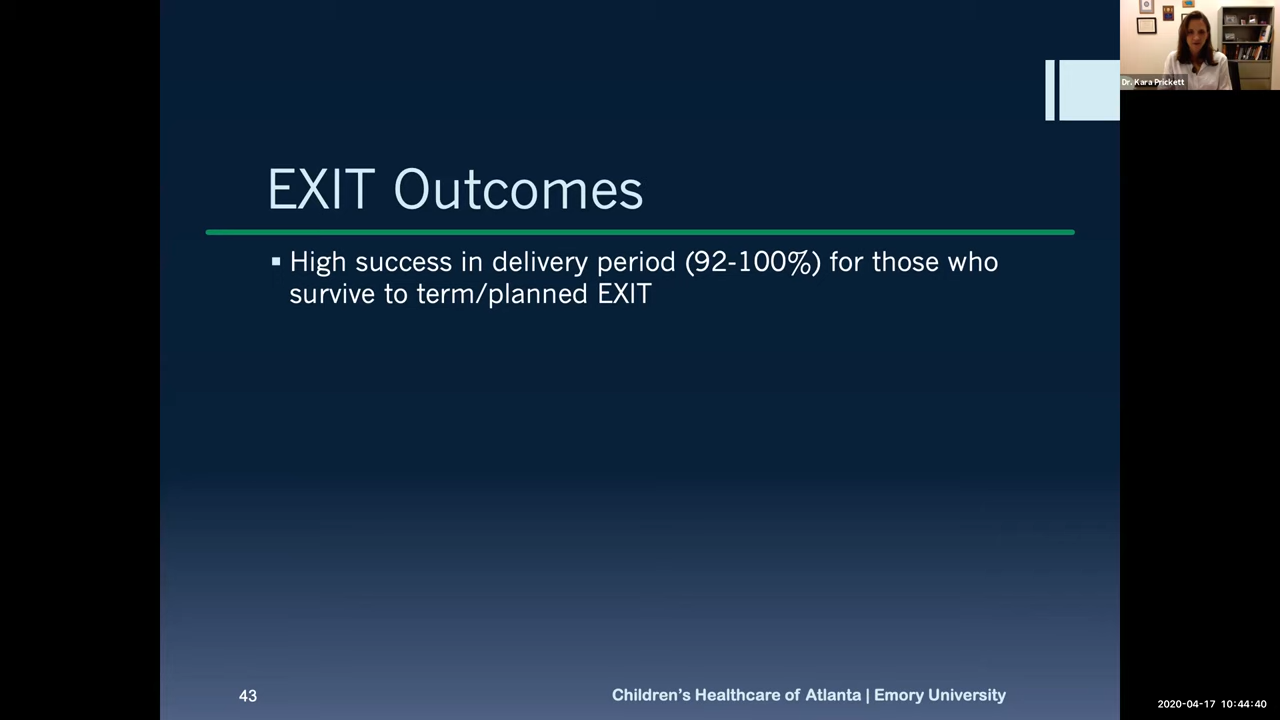 Dr. Kara Prickett
EXIT Outcomes
▪ High success in delivery period (92-100%) for those who
survive to term/planned EXIT
43
Children's Healthcare of Atlanta | Emory University
2020-04-17 10:44:40